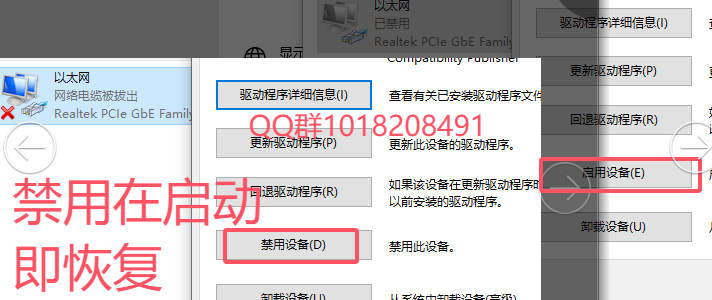 以太网
已禁用
Realtek PCIe GbE Family
显示
以太网
网络电缆被拔出
Realtek PCIe GbE Family
Compatibility Publisher
驱动程序详细信息(I)
查看有关已安装驱动程序文件
更新驱动程序(P)
更新此设备的驱动程序。
回退驱动程序(R)
如果该设备在更新驱动程序时
以前安装的驱动程序。
禁用设备(D)
禁用此设备。
卸载设备(U)
从系统中卸载设备(高级)
QQ群1018208491
禁用在启动
即恢复
驱动程序详细信息(I)
更新驱动程序(P)
回退驱动程序(R)
启用设备(E)
卸载设备(U)